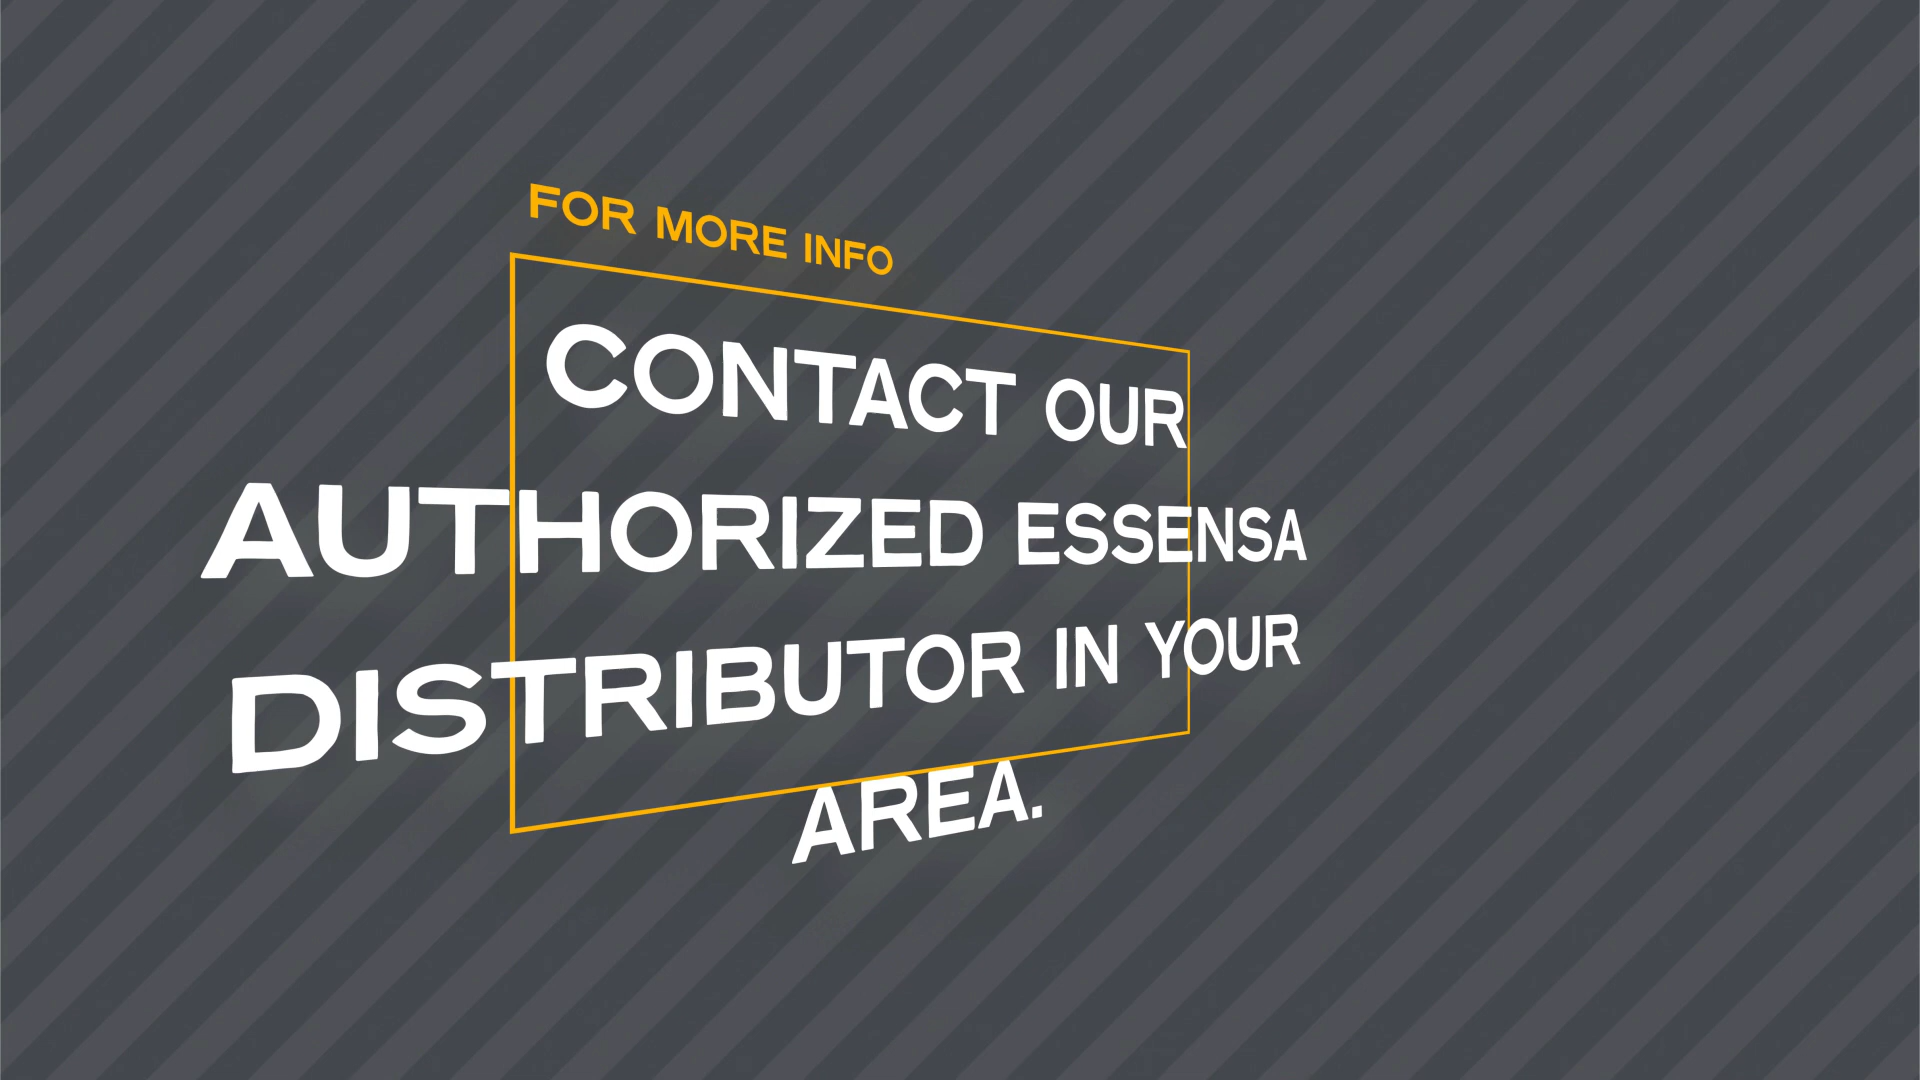 FOR MORE INFO
CONTACT OUR
AUTHORIZED ESSENSA
DISTRIBUTOR IN YOUR
AREA.